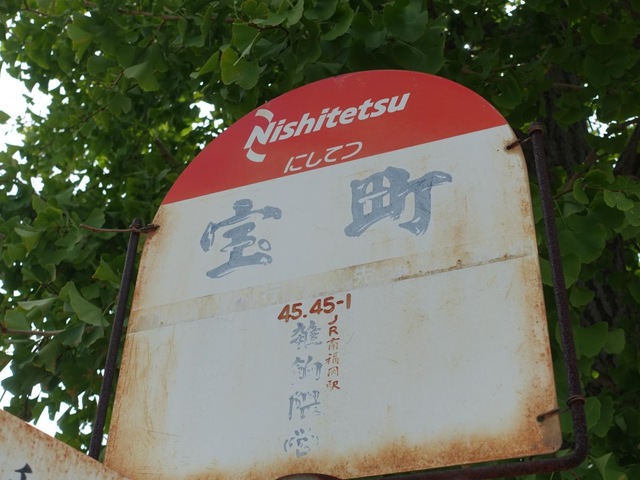 Nishitetsu
にしてつ
宝町
45.45-1
JR南福岡駅
雑餉隈営